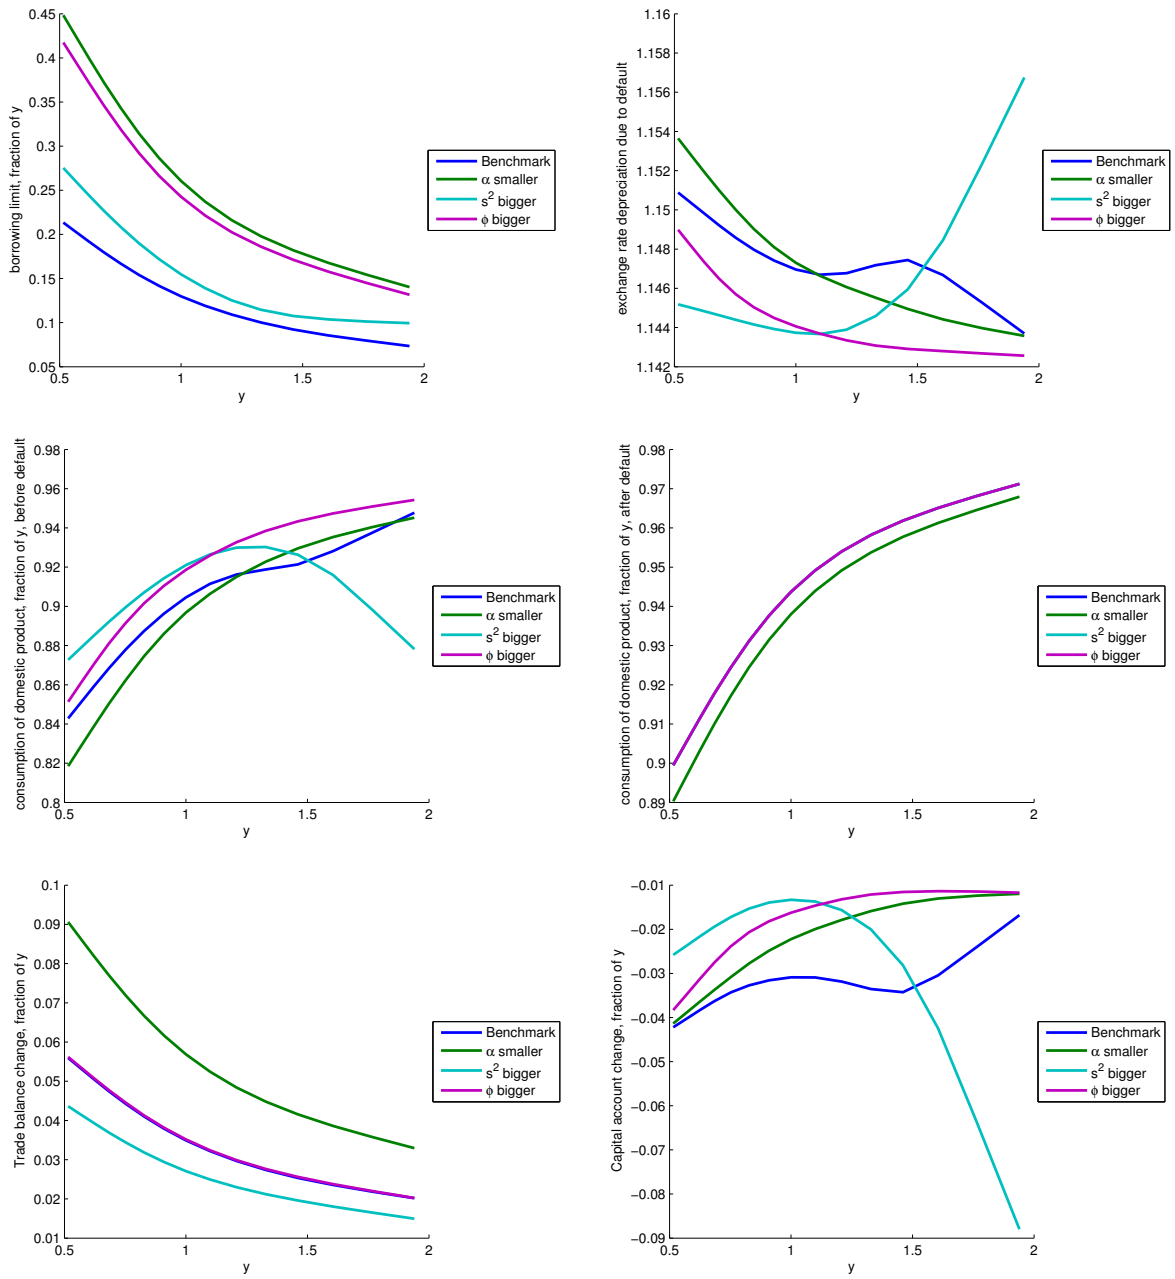 0.45
0.4
0.35
0.3
0.25
0.2
0.15
0.1
0.05
0.5
1
1.5
2
y
borrowing limit, fraction of y
Benchmark
α smaller
s² bigger
ϕ bigger
1.16
1.158
1.156
1.154
1.152
1.15
1.148
1.146
1.144
1.142
0.5
1
1.5
2
y
exchange rate depreciation due to default
Benchmark
α smaller
s² bigger
ϕ bigger
0.98
0.96
0.94
0.92
0.9
0.88
0.86
0.84
0.82
0.8
0.5
1
1.5
2
y
consumption of domestic product, fraction of y, before default
Benchmark
α smaller
s² bigger
ϕ bigger
0.98
0.97
0.96
0.95
0.94
0.93
0.92
0.91
0.9
0.89
0.5
1
1.5
2
y
consumption of domestic product, fraction of y, after default
Benchmark
α smaller
s² bigger
ϕ bigger
0.1
0.09
0.08
0.07
0.06
0.05
0.04
0.03
0.02
0.01
0.5
1
1.5
2
y
Trade balance change, fraction of y
Benchmark
α smaller
s² bigger
ϕ bigger
−0.01
−0.02
−0.03
−0.04
−0.05
−0.06
−0.07
−0.08
−0.09
0.5
1
1.5
2
y
Capital account change, fraction of y
Benchmark
α smaller
s² bigger
ϕ bigger